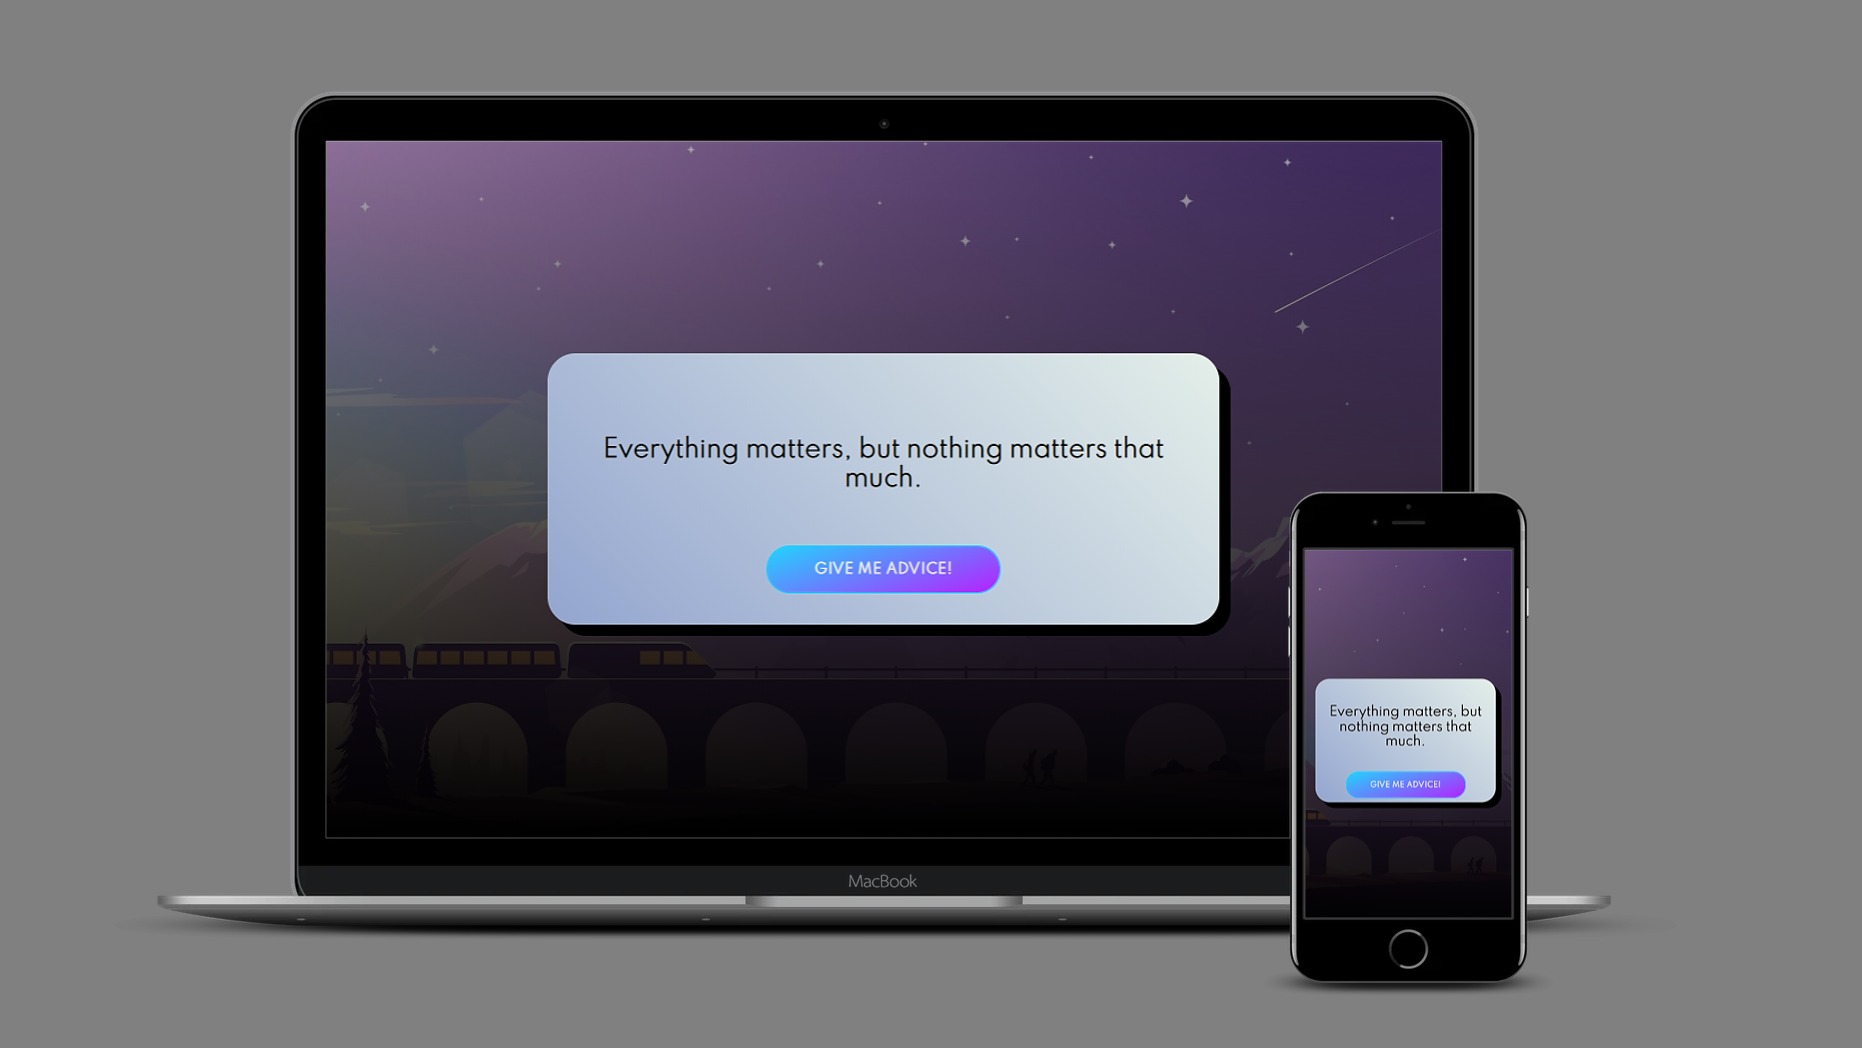 Everything matters, but nothing matters that
much.
GIVE ME ADVICE!
MacBook
Everything matters, but
nothing matters that
much.
GIVE ME ADVICE!